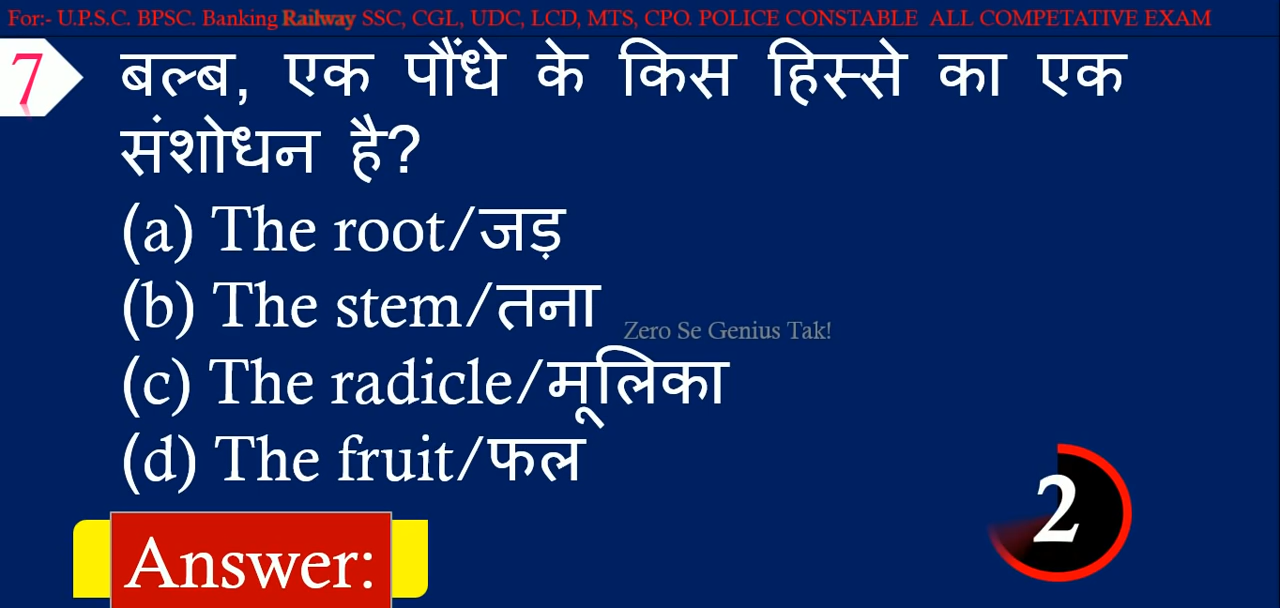 For:- U.P.S.C. BPSC. Banking Railway SSC, CGL, UDC, LCD, MTS, CPO. POLICE CONSTABLE ALL COMPETATIVE EXAM
7
बल्ब, एक पौंधे के किस हिस्से का एक
संशोधन है?
(a) The root/जड़
(b) The stem/तना
Zero Se Genius Tak!
(c) The radicle/मूलिका
(d) The fruit/फल
2
Answer: